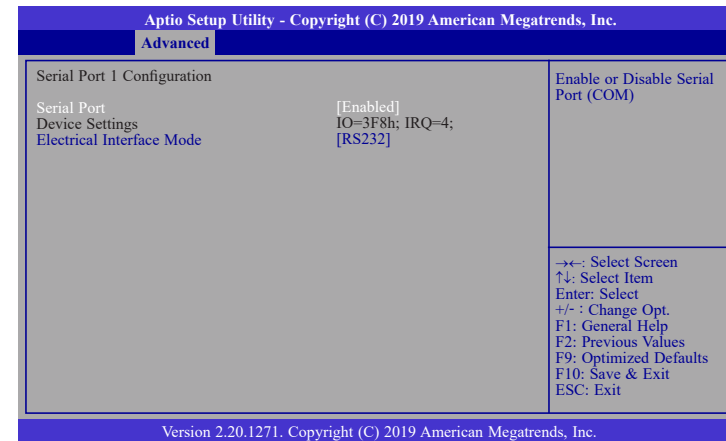 Aptio Setup Utility - Copyright (C) 2019 American Megatrends, Inc.
Advanced
Serial Port 1 Configuration
Serial Port [Enabled]
Device Settings IO=3F8h; IRQ=4;
Electrical Interface Mode [RS232]
Enable or Disable Serial
Port (COM)
→←: Select Screen
↑↓: Select Item
Enter: Select
+/- : Change Opt.
F1: General Help
F2: Previous Values
F9: Optimized Defaults
F10: Save & Exit
ESC: Exit
Version 2.20.1271. Copyright (C) 2019 American Megatrends, Inc.